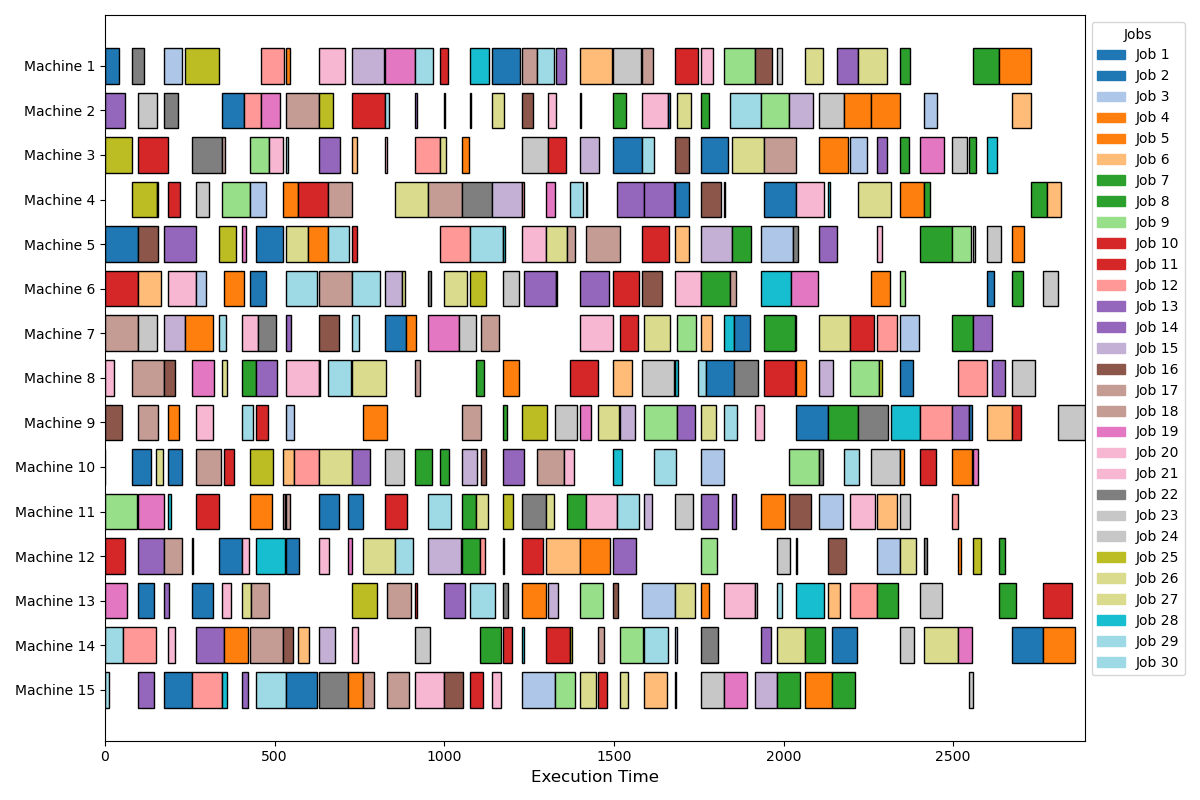 Machine 1
Machine 2
Machine 3
Machine 4
Machine 5
Machine 6
Machine 7
Machine 8
Machine 9
Machine 10
Machine 11
Machine 12
Machine 13
Machine 14
Machine 15
0 500 1000 1500 2000 2500
Execution Time
Jobs
Job 1
Job 2
Job 3
Job 4
Job 5
Job 6
Job 7
Job 8
Job 9
Job 10
Job 11
Job 12
Job 13
Job 14
Job 15
Job 16
Job 17
Job 18
Job 19
Job 20
Job 21
Job 22
Job 23
Job 24
Job 25
Job 26
Job 27
Job 28
Job 29
Job 30